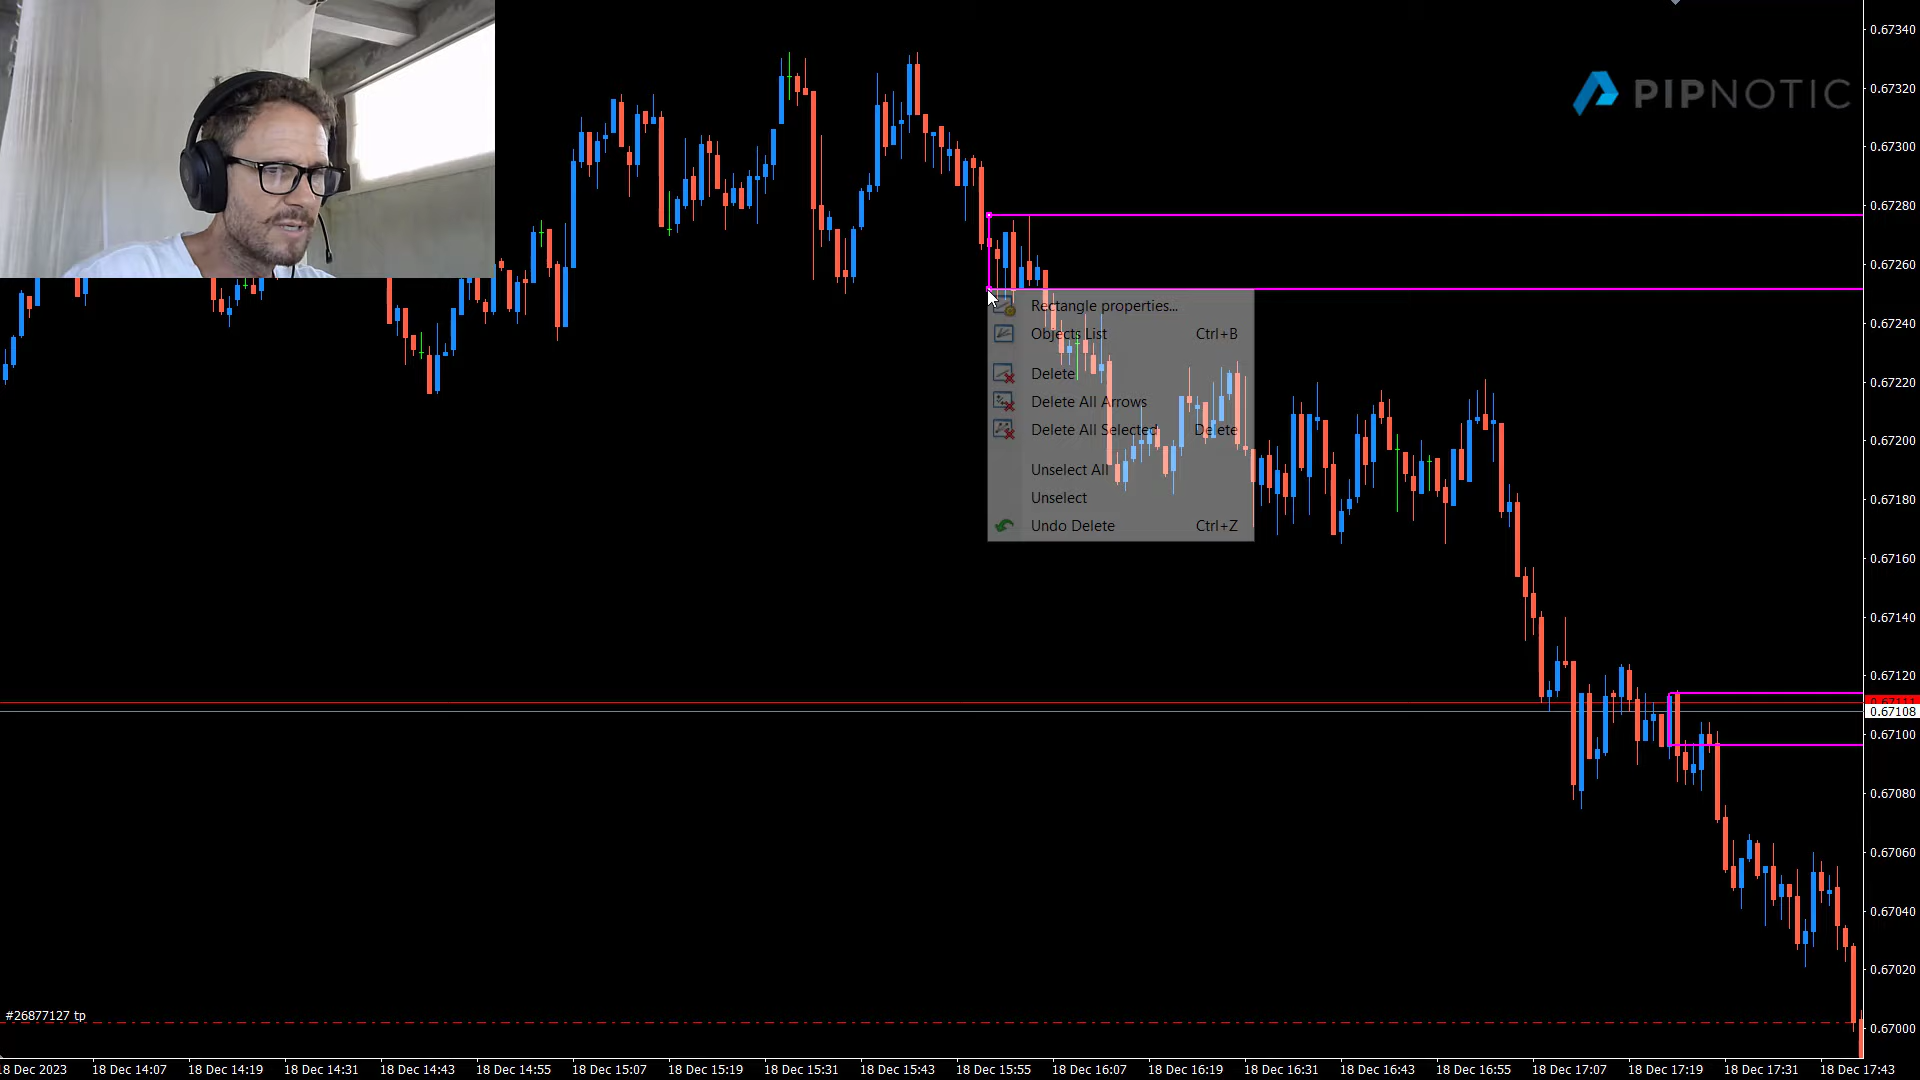 0.67340
PIPNOTIC
0.67320
0.67300
0.67280
0.67260
Rectangle properties...
Objects List Ctrl+B
0.67240
Delete
0.67220
Delete All Arrows
Delete All Selected Delete
0.67200
Unselect All
Unselect
0.67180
Undo Delete Ctrl+Z
0.67160
0.67140
0.67120
0.67111
0.67108
0.67100
0.67080
0.67060
0.67040
0.67020
#26877127 tp
0.67000
18 Dec 2023 18 Dec 14:07 18 Dec 14:19 18 Dec 14:31 18 Dec 14:43 18 Dec 14:55 18 Dec 15:07 18 Dec 15:19 18 Dec 15:31 18 Dec 15:43 18 Dec 15:55 18 Dec 16:07 18 Dec 16:19 18 Dec 16:31 18 Dec 16:43 18 Dec 16:55 18 Dec 17:07 18 Dec 17:19 18 Dec 17:31 18 Dec 17:43